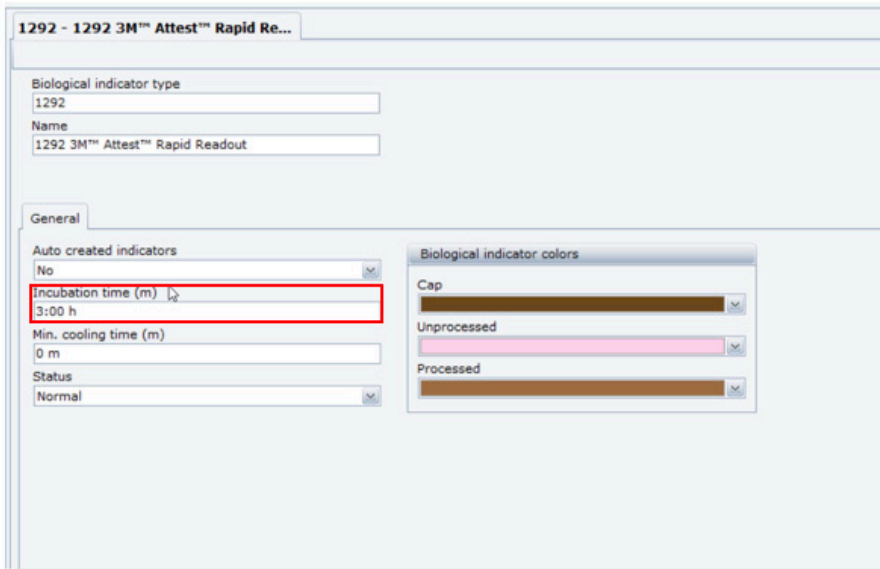 1292 - 1292 3M™ Attest™ Rapid Re...
Biological indicator type
1292
Name
1292 3M™ Attest™ Rapid Readout
General
Auto created indicators
No
Incubation time (m)
3:00 h
Min. cooling time (m)
0 m
Status
Normal
Biological indicator colors
Cap
Unprocessed
Processed